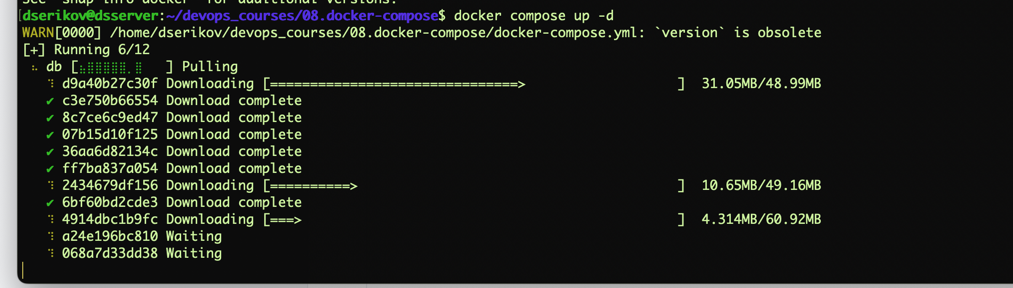 See 'snap info docker' for additional versions.
dserikov@dsserver:~/devops_courses/08.docker-compose$ docker compose up -d
WARN[0000] /home/dserikov/devops_courses/08.docker-compose/docker-compose.yml: `version` is obsolete
[+] Running 6/12
db [⣦⣿⣿⣿⣿⣿⡀⣿   ] Pulling
d9a40b27c30f Downloading [================================>                  ]  31.05MB/48.99MB
✔ c3e750b66554 Download complete
✔ 8c7ce6c9ed47 Download complete
✔ 07b15d10f125 Download complete
✔ 36aa6d82134c Download complete
✔ ff7ba837a054 Download complete
2434679df156 Downloading [==========>                                        ]  10.65MB/49.16MB
✔ 6bf60bd2cde3 Download complete
4914dbc1b9fc Downloading [===>                                               ]  4.314MB/60.92MB
a24e196bc810 Waiting
068a7d33dd38 Waiting